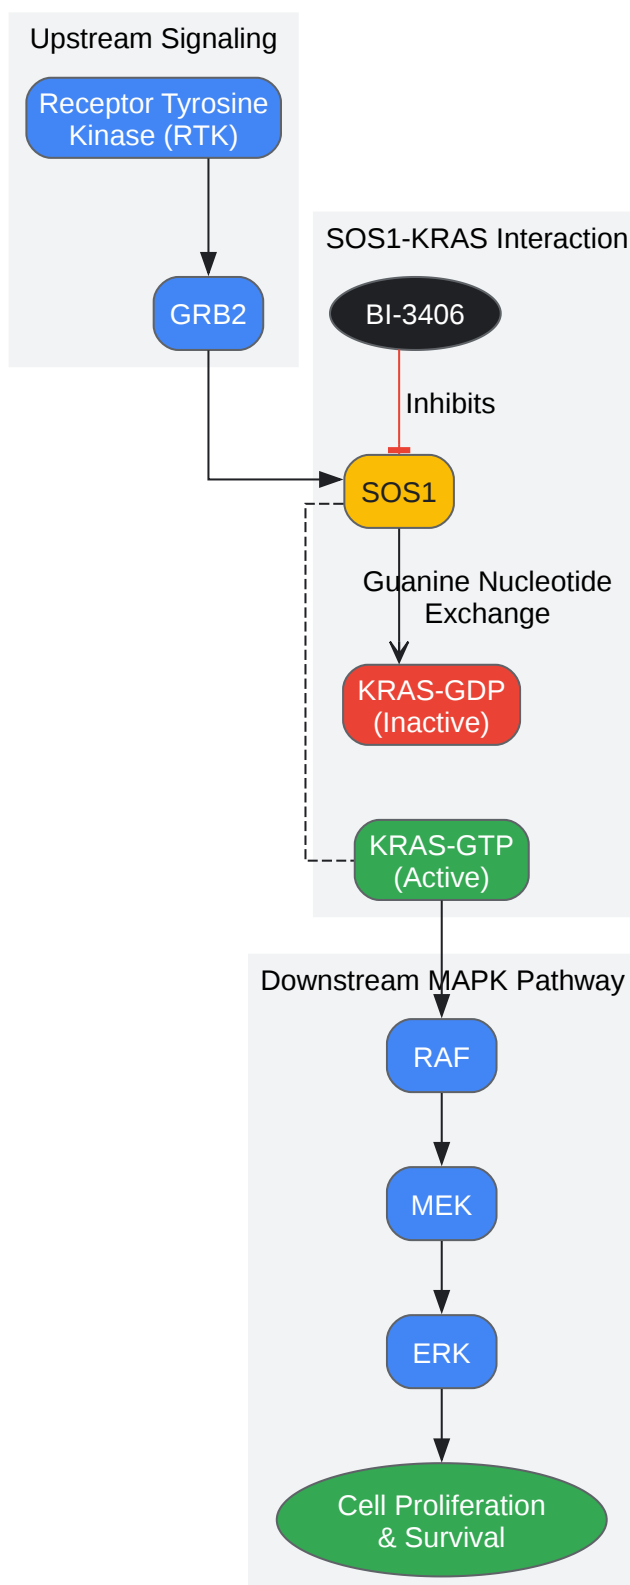 Upstream Signaling
Receptor Tyrosine
Kinase (RTK)
GRB2
SOS1-KRAS Interaction
BI-3406
Inhibits
SOS1
Guanine Nucleotide
Exchange
KRAS-GDP
(Inactive)
KRAS-GTP
(Active)
Downstream MAPK Pathway
RAF
MEK
ERK
Cell Proliferation
& Survival